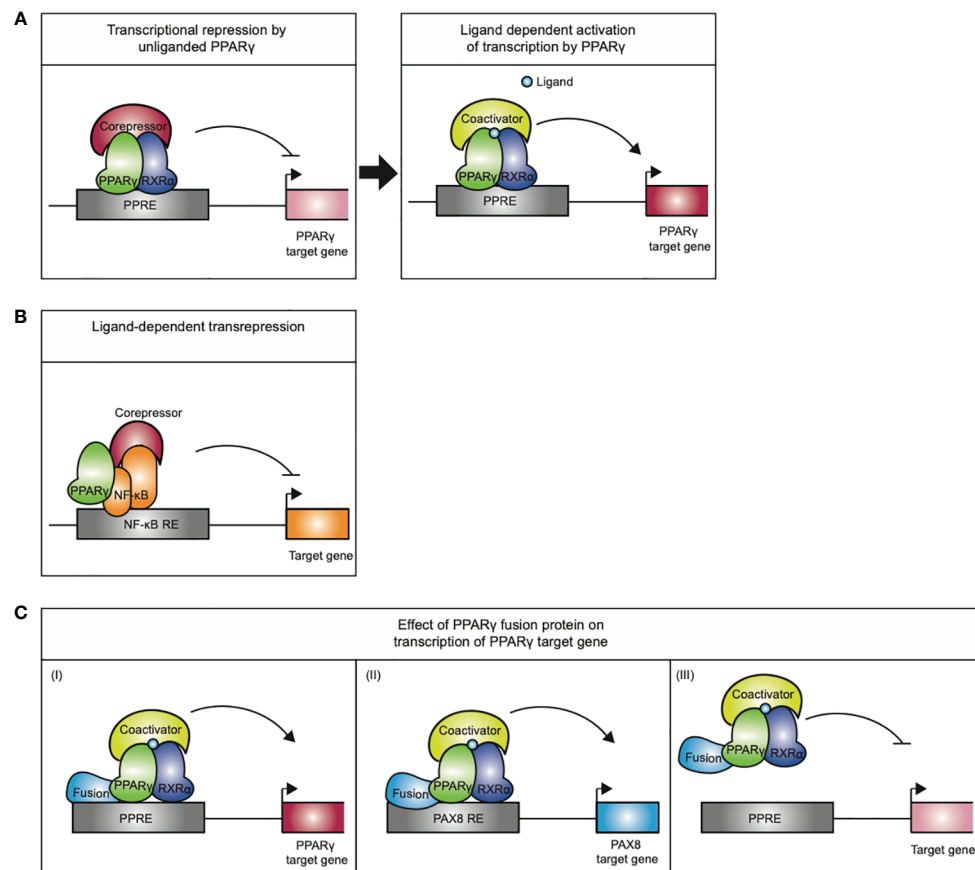 A
Transcriptional repression by
unliganded PPARγ
Corepressor
PPARγ
RXRα
PPRE
PPARγ
target gene
Ligand dependent activation
of transcription by PPARγ
Ligand
Coactivator
PPARγ
RXRα
PPRE
PPARγ
target gene
B
Ligand-dependent transrepression
Corepressor
PPARγ
NF-κB
NF-κB RE
Target gene
C
Effect of PPARγ fusion protein on
transcription of PPARγ target gene
(I)
Coactivator
Fusion
PPARγ
RXRα
PPRE
PPARγ
target gene
(II)
Coactivator
Fusion
PPARγ
RXRα
PAX8 RE
PAX8
target gene
(III)
Coactivator
Fusion
PPARγ
RXRα
PPRE
Target gene